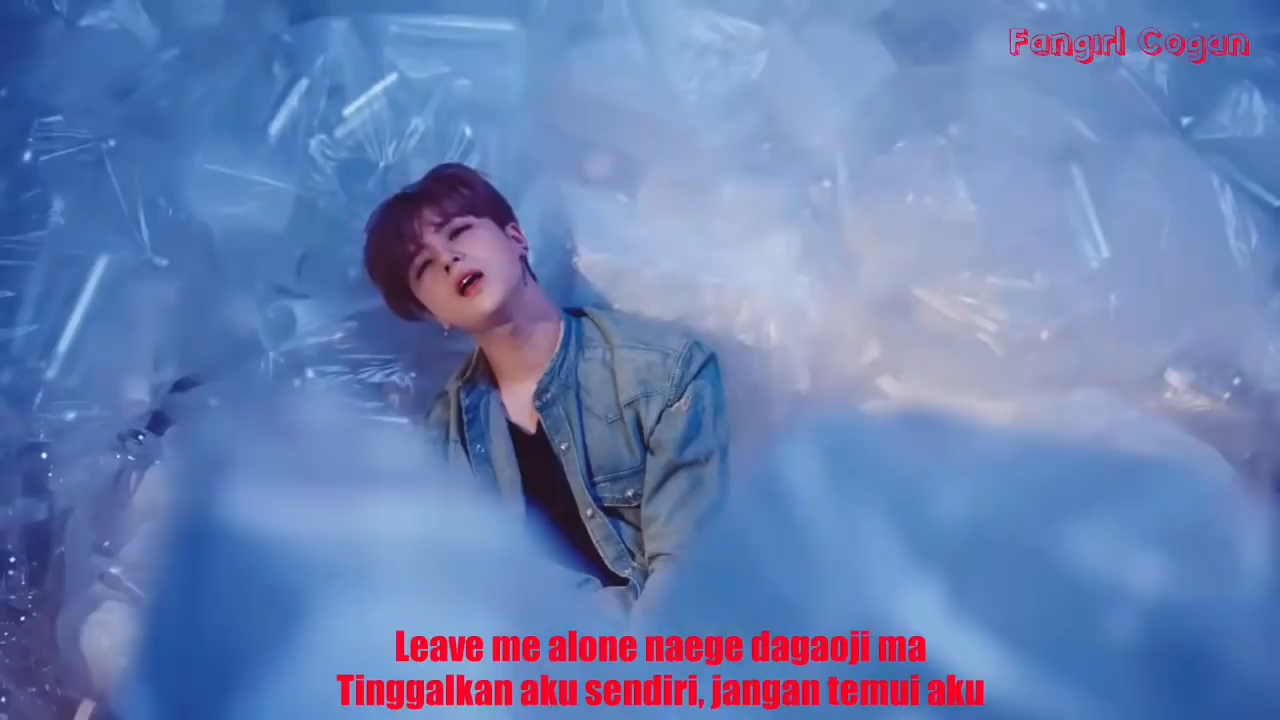 Fangirl Cogan
Leave me alone naege dagaoji ma
Tinggalkan aku sendiri, jangan temui aku